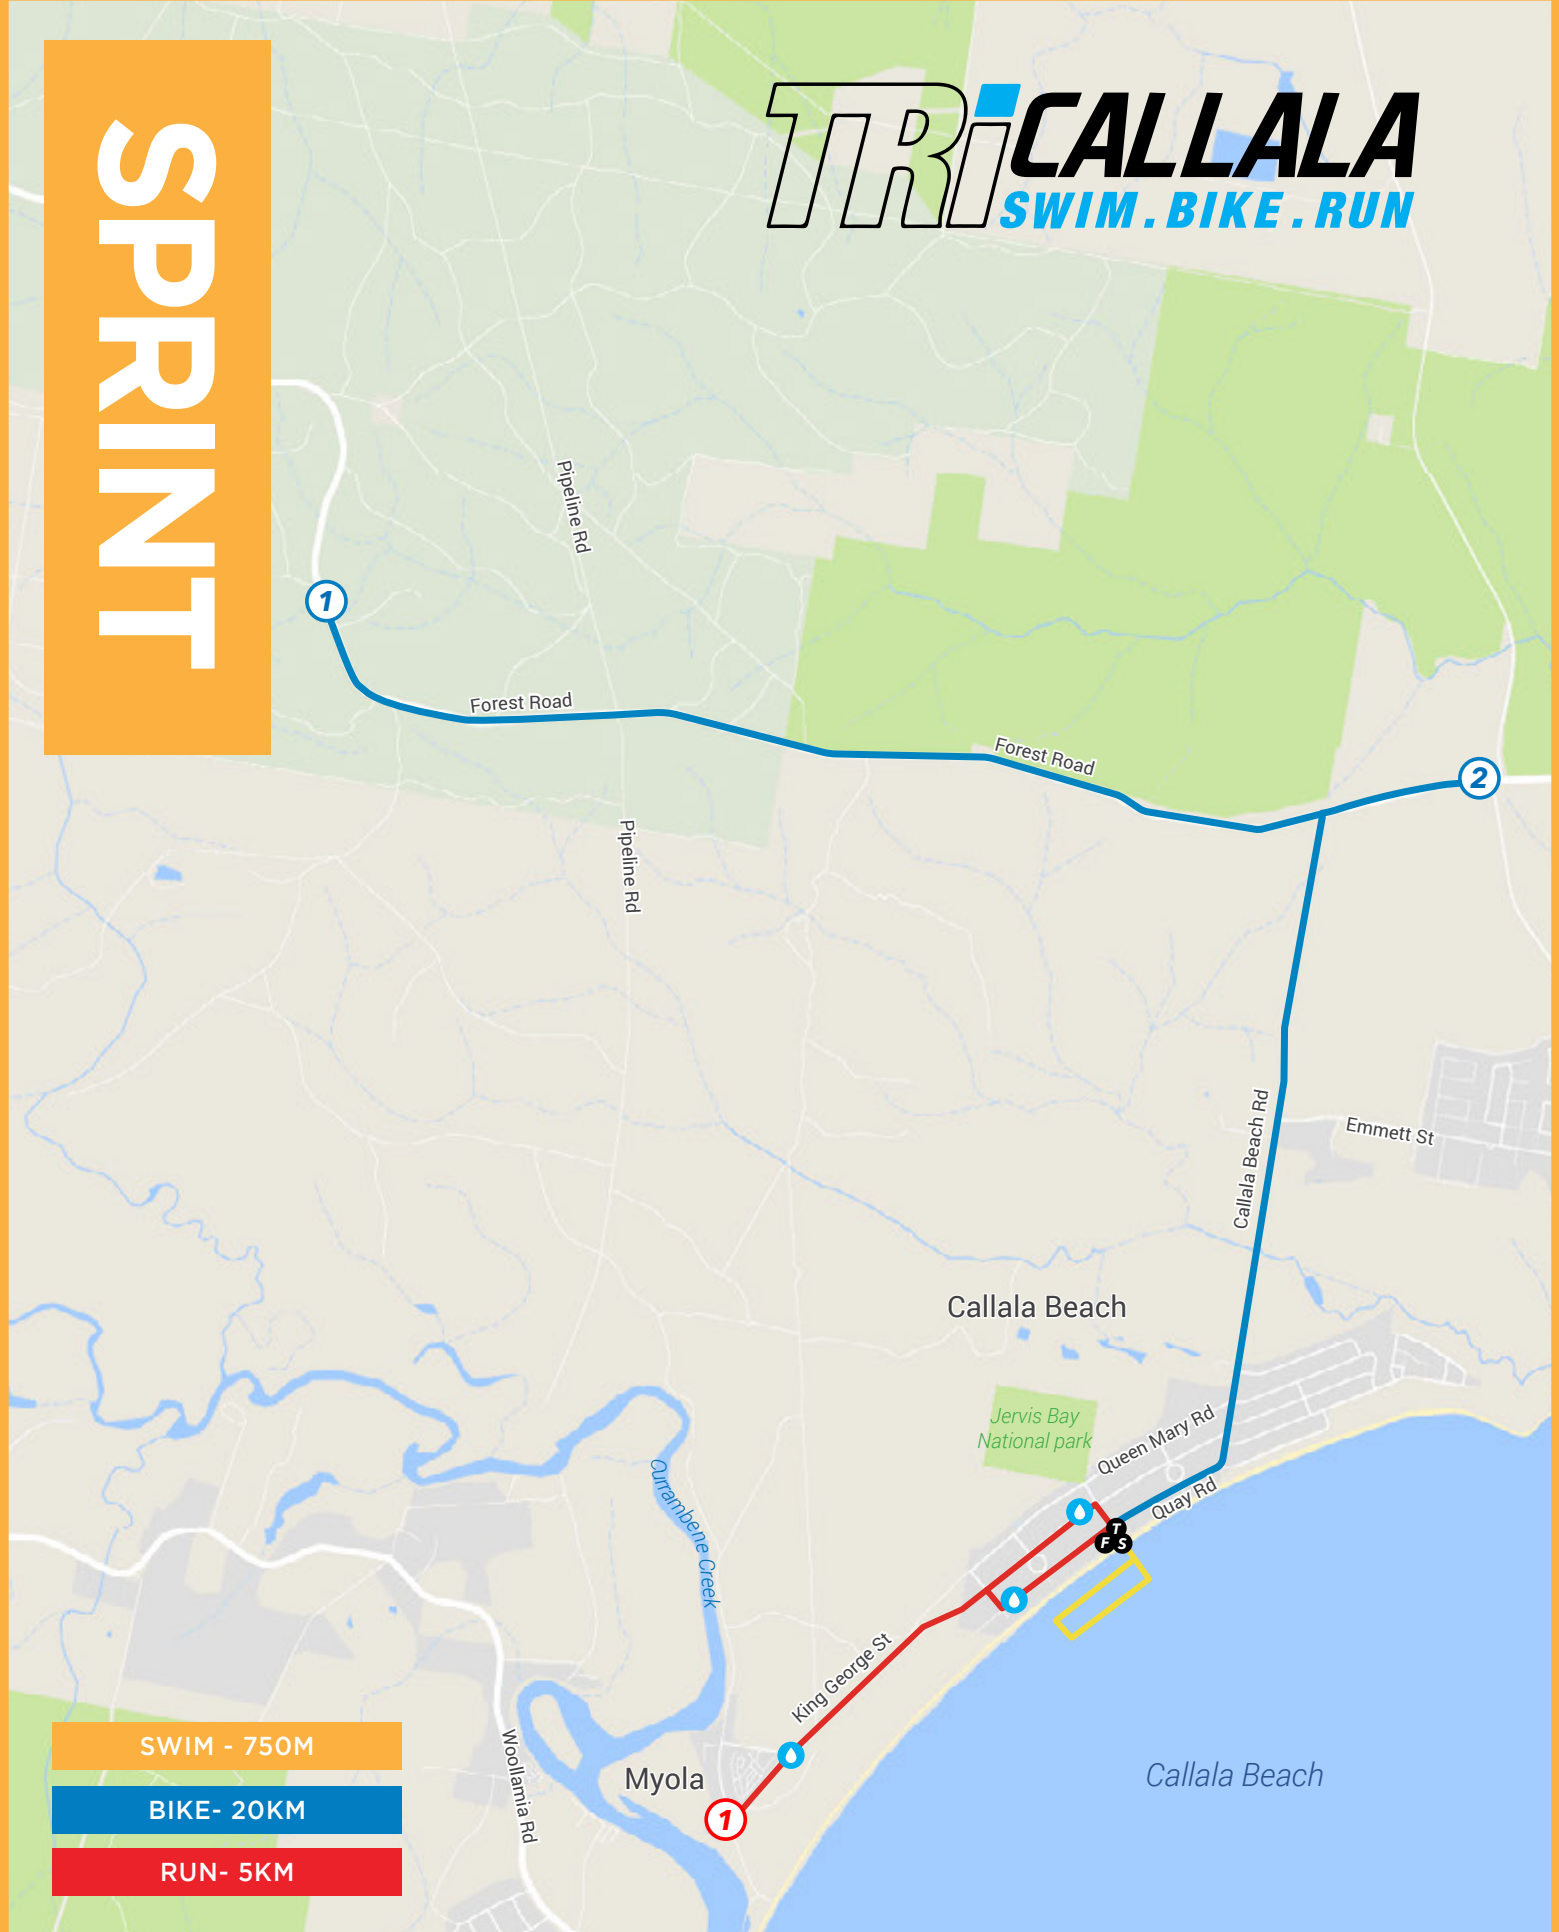 SPRINT
TRiCALLALA
SWIM.BIKE.RUN
Pipeline Rd
1
Forest Road
Forest Road
2
Pipeline Rd
Callala Beach Rd
Emmett St
Callala Beach
Jervis Bay
National park
Queen Mary Rd
Quay Rd
Currambene Creek
T
F S
King George St
Woollamia Rd
Myola
1
Callala Beach
SWIM - 750M
BIKE- 20KM
RUN- 5KM